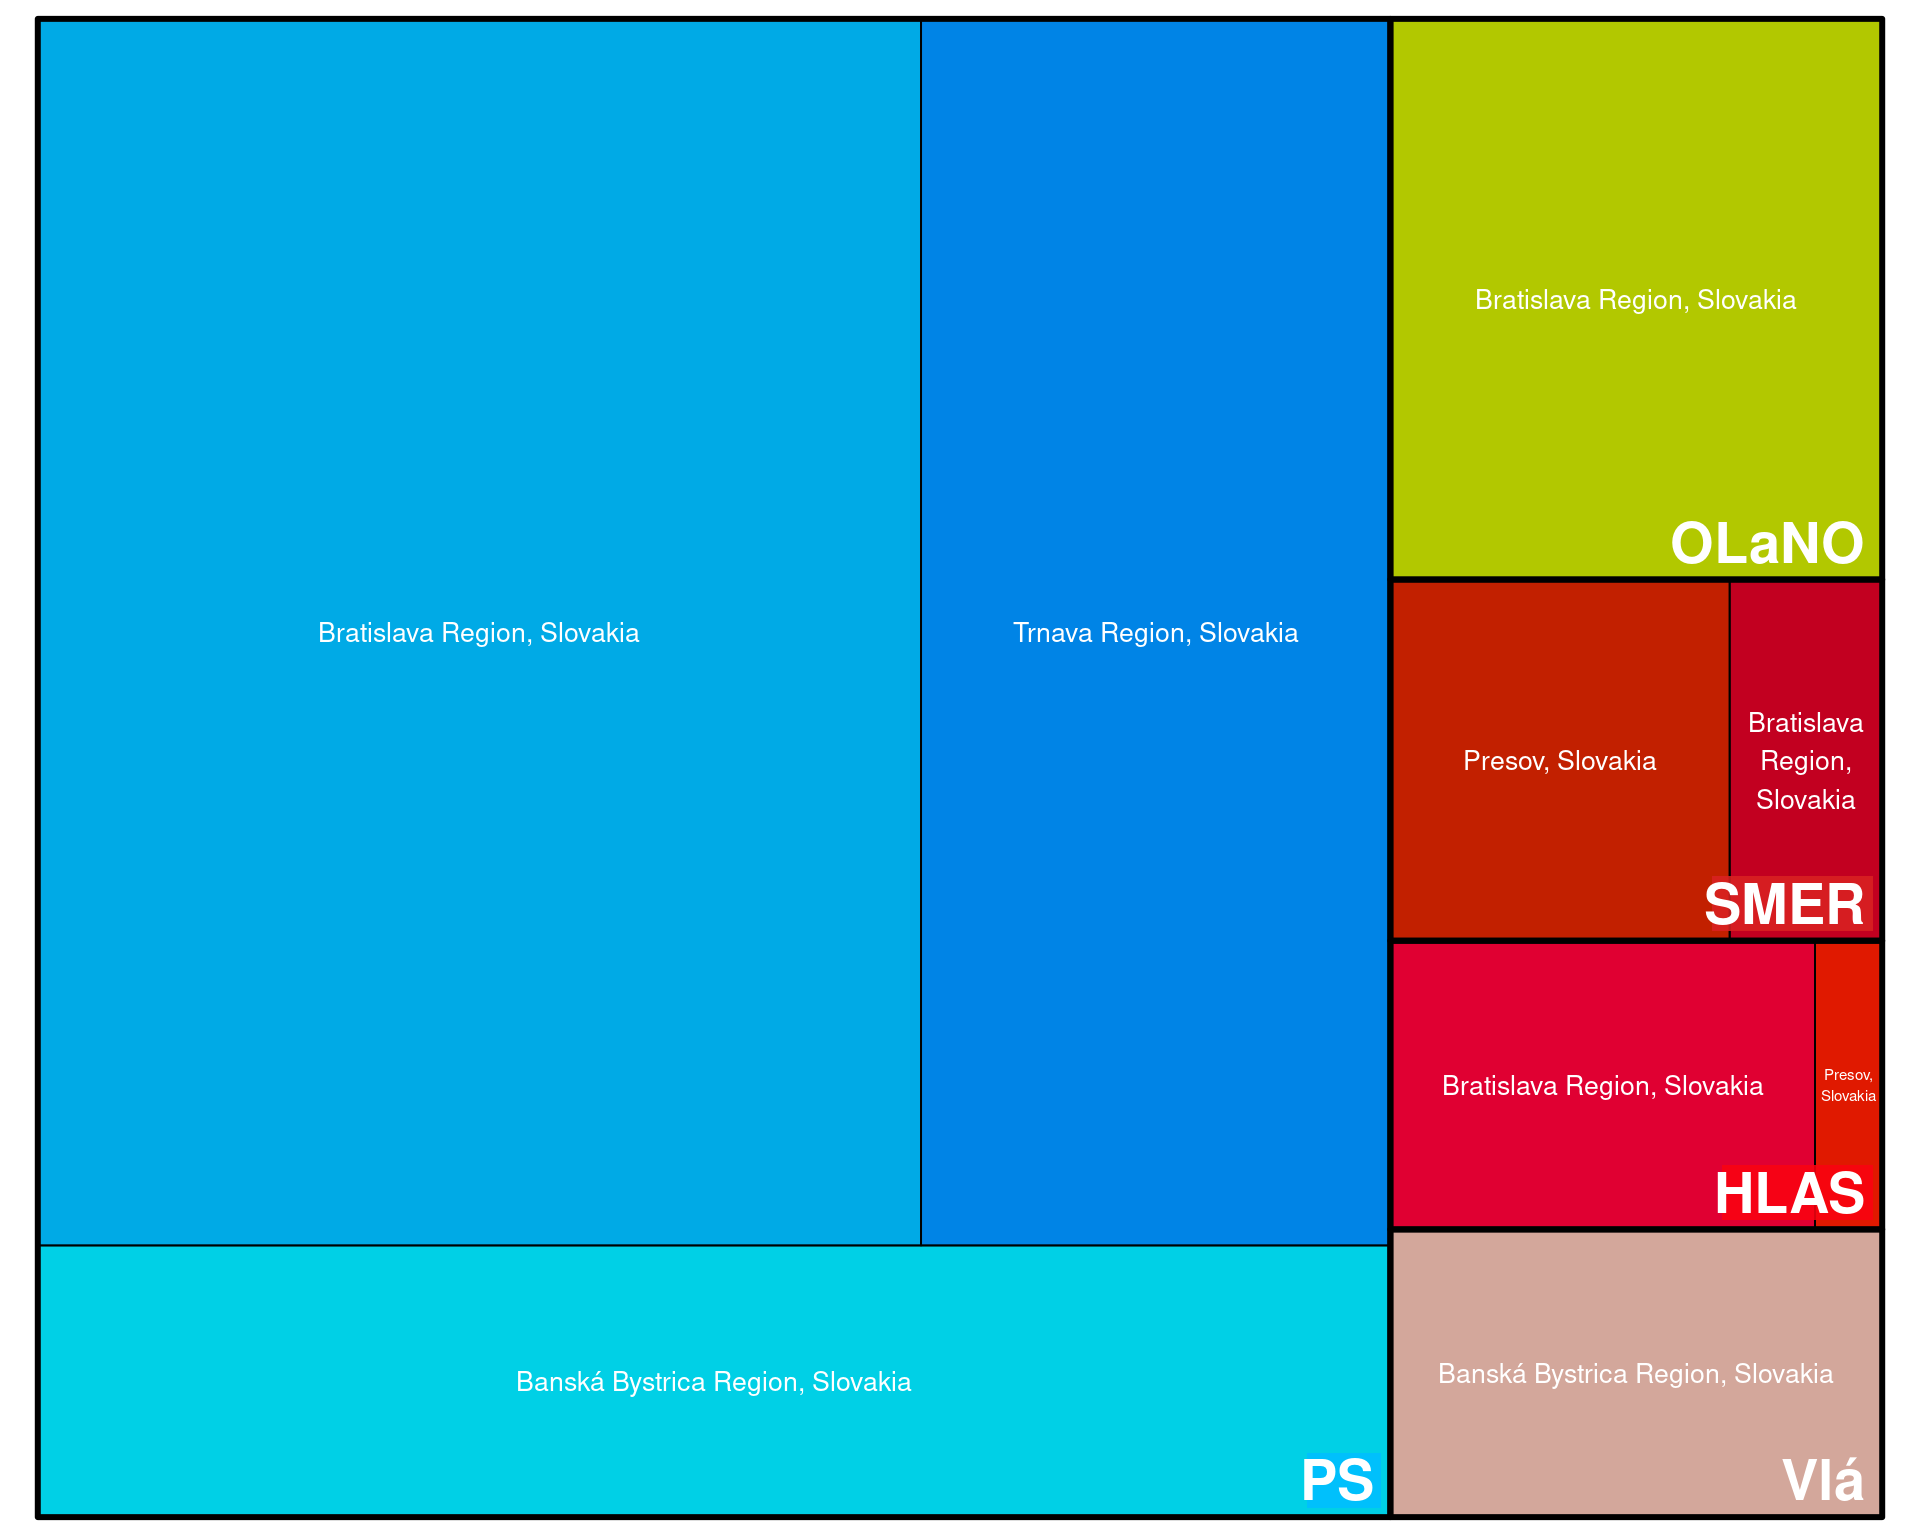 Bratislava Region, Slovakia
Trnava Region, Slovakia
Banská Bystrica Region, Slovakia
PS
Bratislava Region, Slovakia
OLaNO
Presov, Slovakia
Bratislava
Region,
Slovakia
SMER
Bratislava Region, Slovakia
Presov,
Slovakia
HLAS
Banská Bystrica Region, Slovakia
Vlá